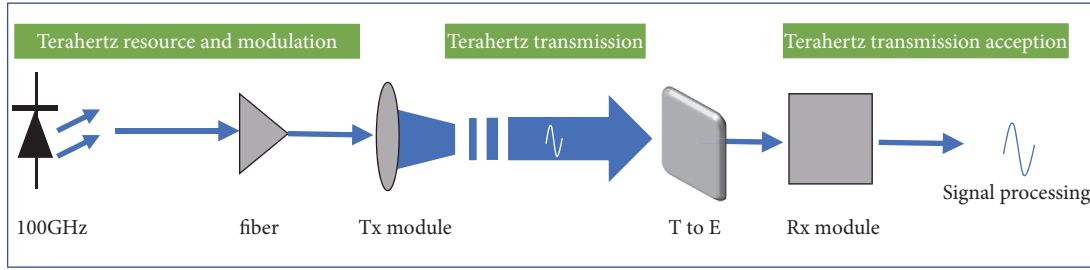 Terahertz resource and modulation
Terahertz transmission
Terahertz transmission acception
100GHz
fiber
Tx module
T to E
Rx module
Signal processing